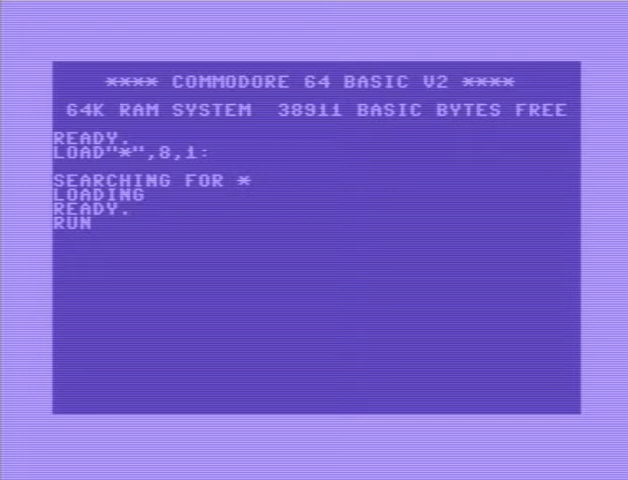 **** COMMODORE 64 BASIC V2 ****
64K RAM SYSTEM  38911 BASIC BYTES FREE
READY.
LOAD"*",8,1:
SEARCHING FOR *
LOADING
READY.
RUN